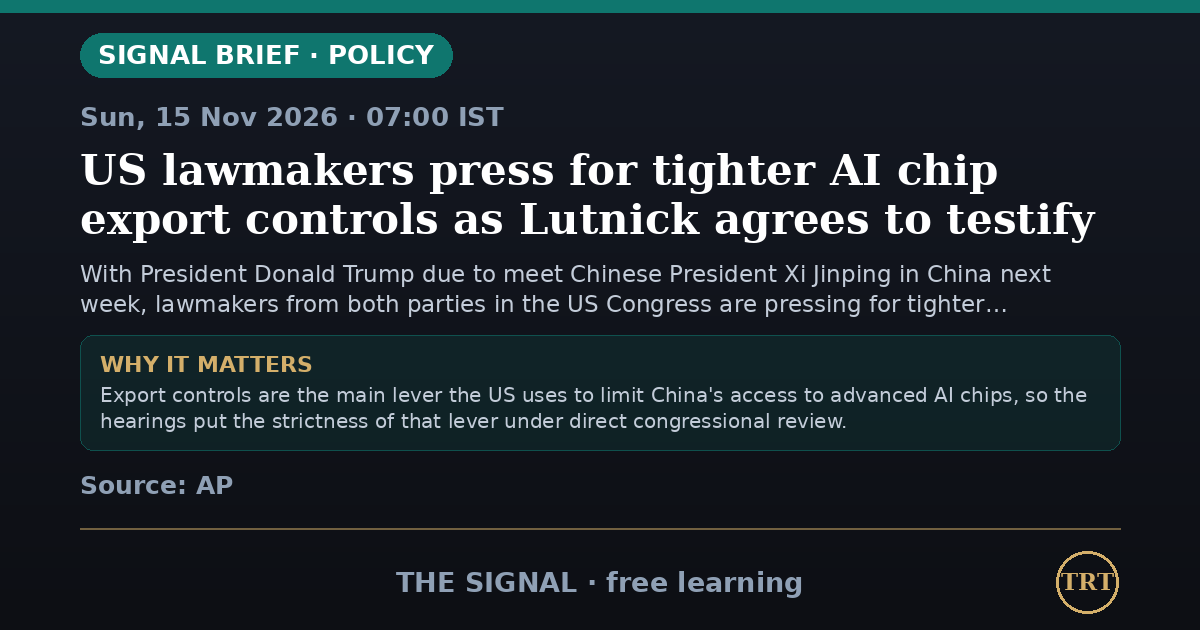 SIGNAL BRIEF · POLICY
Sun, 15 Nov 2026 · 07:00 IST
US lawmakers press for tighter AI chip
export controls as Lutnick agrees to testify
With President Donald Trump due to meet Chinese President Xi Jinping in China next
week, lawmakers from both parties in the US Congress are pressing for tighter…
WHY IT MATTERS
Export controls are the main lever the US uses to limit China's access to advanced AI chips, so the
hearings put the strictness of that lever under direct congressional review.
Source: AP
THE SIGNAL · free learning
TRT